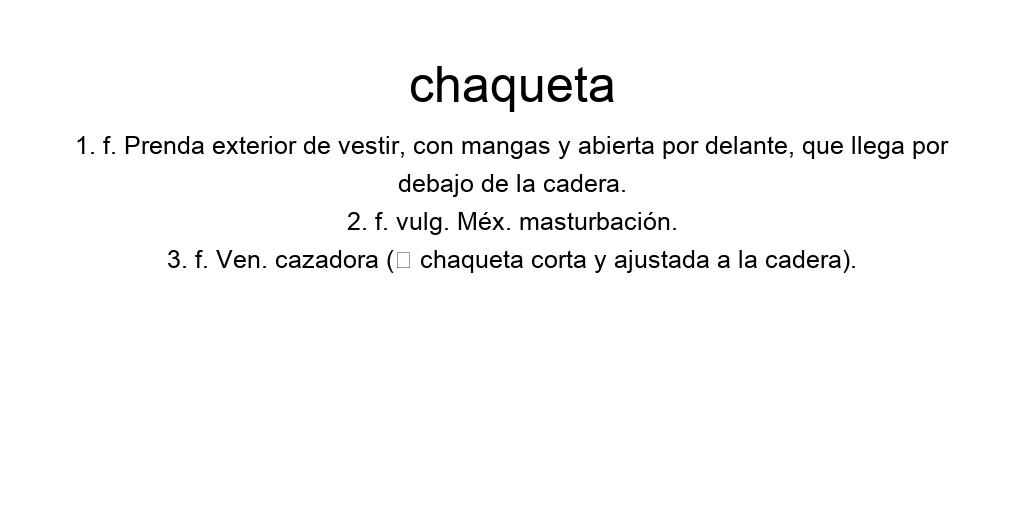 chaqueta
1. f. Prenda exterior de vestir, con mangas y abierta por delante, que llega por
debajo de la cadera.
2. f. vulg. Méx. masturbación.
3. f. Ven. cazadora (□ chaqueta corta y ajustada a la cadera).